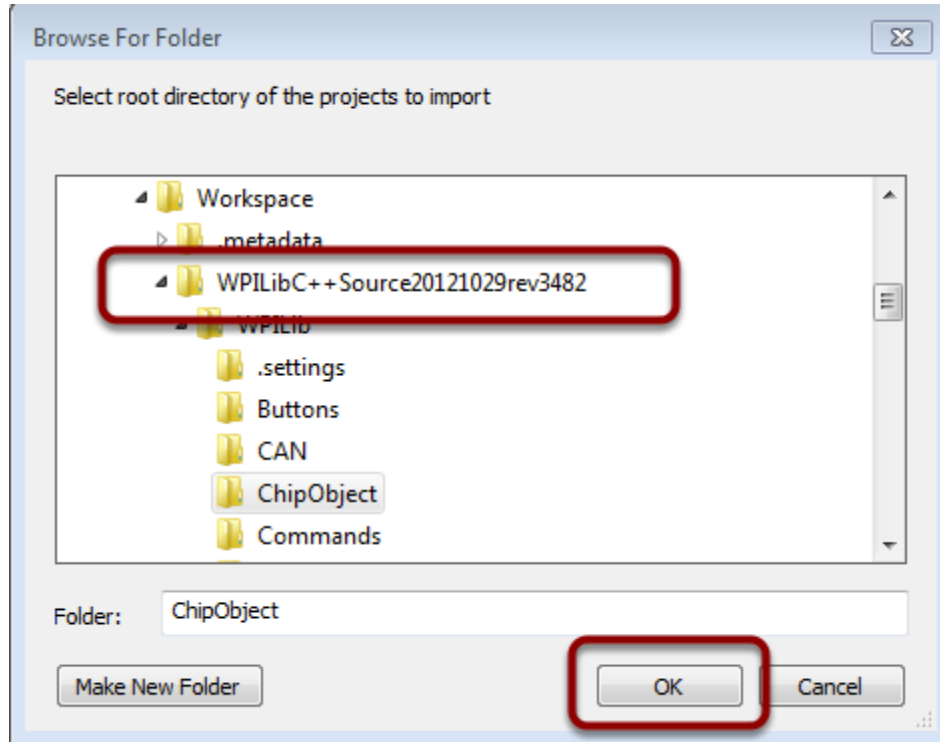 Browse For Folder
Select root directory of the projects to import
Workspace
.metadata
WPILibC++Source20121029rev3482
WPILib
.settings
Buttons
CAN
ChipObject
Commands
Folder: ChipObject
Make New Folder OK Cancel